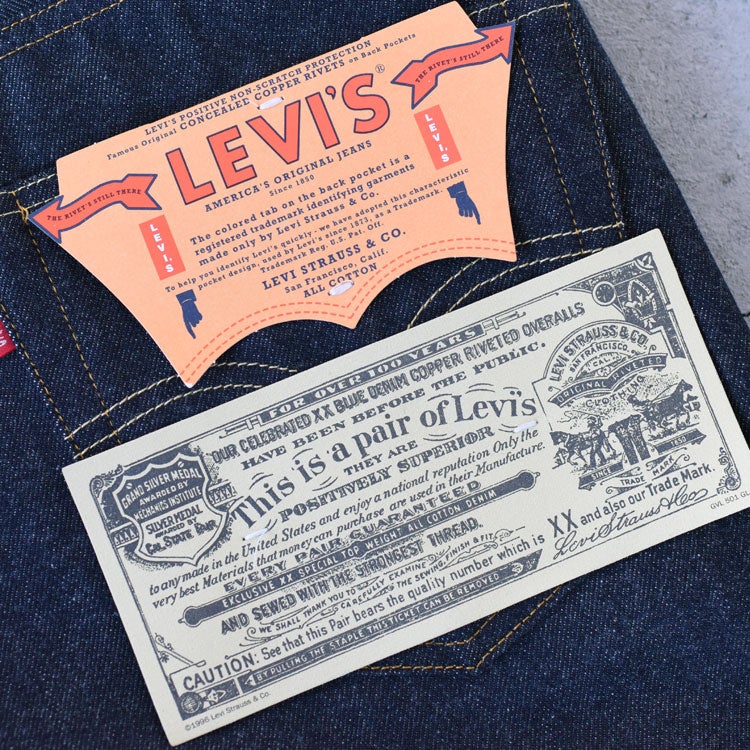 LEVI'S POSITIVE NON-SCRATCH PROTECTION
Famous Original CONCEALED COPPER RIVETS on Back Pockets
THE RIVET'S STILL THERE
LEVI'S®
AMERICA'S ORIGINAL JEANS
Since 1850
THE RIVET'S STILL THERE
LEVI'S
LEVI'S
The colored tab on the back pocket is a
registered trademark identifying garments
made only by Levi Strauss & Co.
To help you identify Levi's quickly, we have adopted this characteristic
pocket design, used by Levi's since 1873, as a Trademark.
Trademark Reg. U.S. Pat. Off.
LEVI STRAUSS & CO.
San Francisco, Calif.
ALL COTTON
FOR OVER 100 YEARS
OUR CELEBRATED XX BLUE DENIM COPPER RIVETED OVERALLS
HAVE BEEN BEFORE THE PUBLIC.
This is a pair of Levi's
THEY ARE
POSITIVELY SUPERIOR
to any made in the United States and enjoy a national reputation Only the
very best Materials that money can purchase are used in their Manufacture.
EVERY PAIR GUARANTEED
EXCLUSIVE XX SPECIAL TOP WEIGHT ALL COTTON DENIM
AND SEWED WITH THE STRONGEST THREAD.
WE SHALL THANK YOU TO CAREFULLY EXAMINE THE SEWING, FINISH & FIT
CAUTION: See that this Pair bears the quality number which is XX and also our Trade Mark.
Levi Strauss & Co
BY PULLING THE STAPLE THIS TICKET CAN BE REMOVED
GRAND SILVER MEDAL
AWARDED BY
MECHANICS INSTITUTE
SILVER MEDAL
AWARDED BY
CA. STATE FAIR
LEVI STRAUSS & CO.
SAN FRANCISCO,
CAL.
ORIGINAL RIVETED
CLOTHING
TRADE MARK
GVL 501 GL
©1996 Levi Strauss & Co.